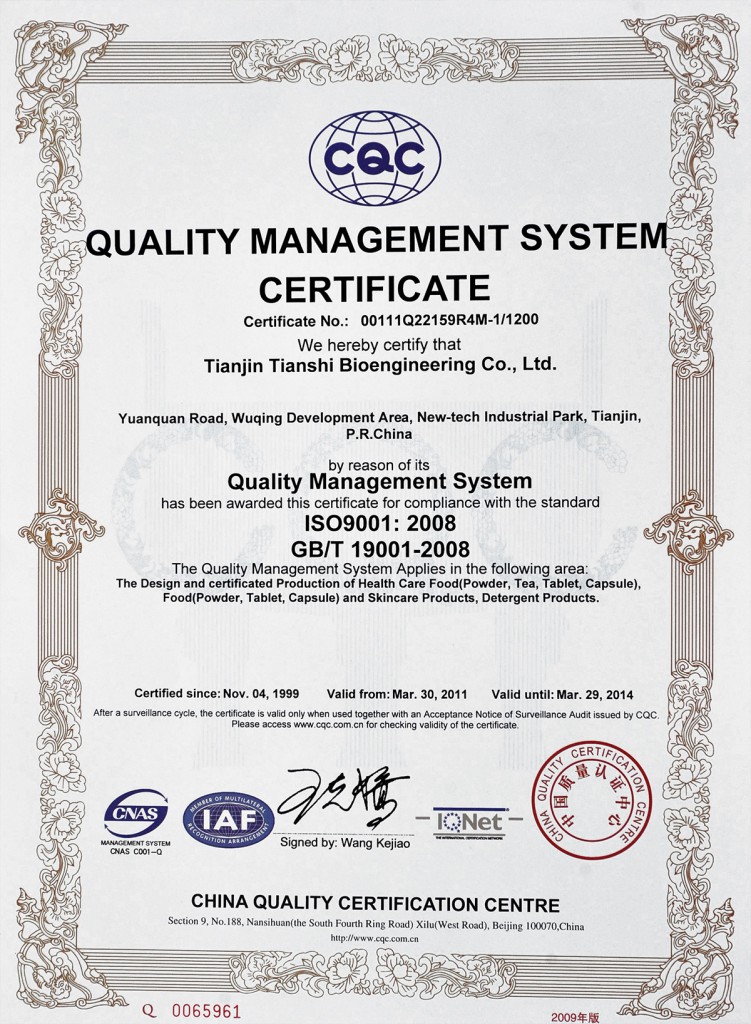 CQC
QUALITY MANAGEMENT SYSTEM
CERTIFICATE
Certificate No.: 00111Q22159R4M-1/1200
We hereby certify that
Tianjin Tianshi Bioengineering Co., Ltd.
Yuanquan Road, Wuqing Development Area, New-tech Industrial Park, Tianjin,
P.R.China
by reason of its
Quality Management System
has been awarded this certificate for compliance with the standard
ISO9001: 2008
GB/T 19001-2008
The Quality Management System Applies in the following area:
The Design and certificated Production of Health Care Food(Powder, Tea, Tablet, Capsule),
Food(Powder, Tablet, Capsule) and Skincare Products, Detergent Products.
Certified since: Nov. 04, 1999 Valid from: Mar. 30, 2011 Valid until: Mar. 29, 2014
After a surveillance cycle, the certificate is valid only when used together with an Acceptance Notice of Surveillance Audit issued by CQC.
Please access www.cqc.com.cn for checking validity of the certificate.
CNAS
MANAGEMENT SYSTEM
CNAS C001-Q
MEMBER OF MULTILATERAL
IAF
RECOGNITION ARRANGEMENT
王克娇
Signed by: Wang Kejiao
IQNet
THE INTERNATIONAL CERTIFICATION NETWORK
CHINA QUALITY CERTIFICATION CENTRE
中国质量认证中心
CHINA QUALITY CERTIFICATION CENTRE
Section 9, No.188, Nansihuan(the South Fourth Ring Road) Xilu(West Road), Beijing 100070,China
http://www.cqc.com.cn
Q 0065961
2009年版